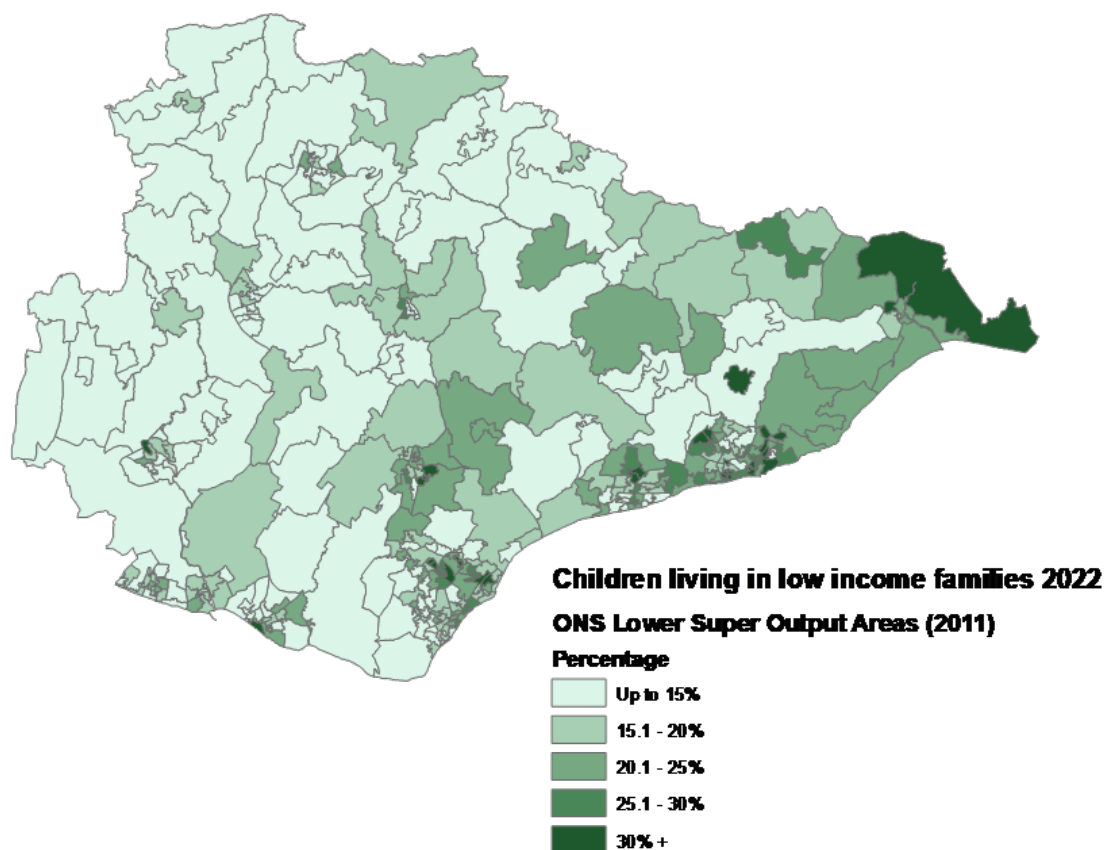 Children living in low income families 2022
ONS Lower Super Output Areas (2011)
Percentage
Up to 15%
15.1 - 20%
20.1 - 25%
25.1 - 30%
30% +